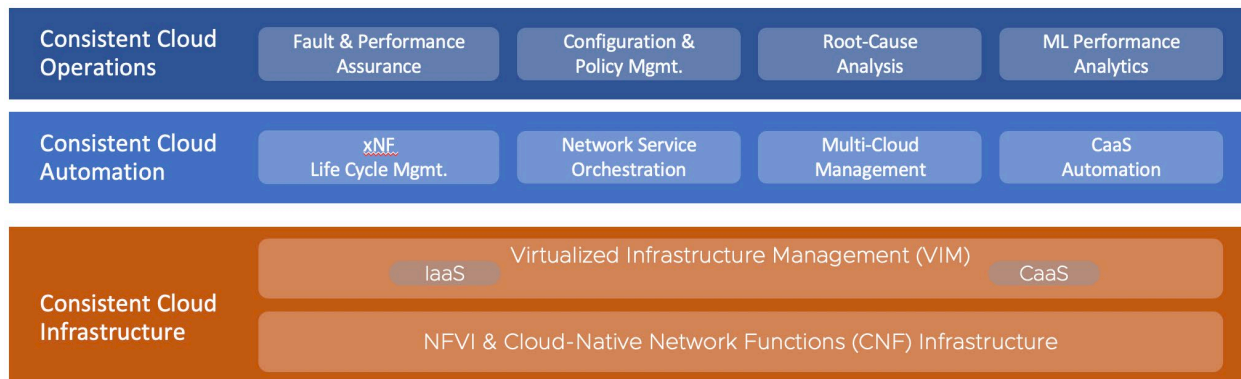 Consistent Cloud
Operations
Fault & Performance
Assurance
Configuration &
Policy Mgmt.
Root-Cause
Analysis
ML Performance
Analytics
Consistent Cloud
Automation
xNF
Life Cycle Mgmt.
Network Service
Orchestration
Multi-Cloud
Management
CaaS
Automation
Consistent Cloud
Infrastructure
Virtualized Infrastructure Management (VIM)
IaaS
CaaS
NFVI & Cloud-Native Network Functions (CNF) Infrastructure